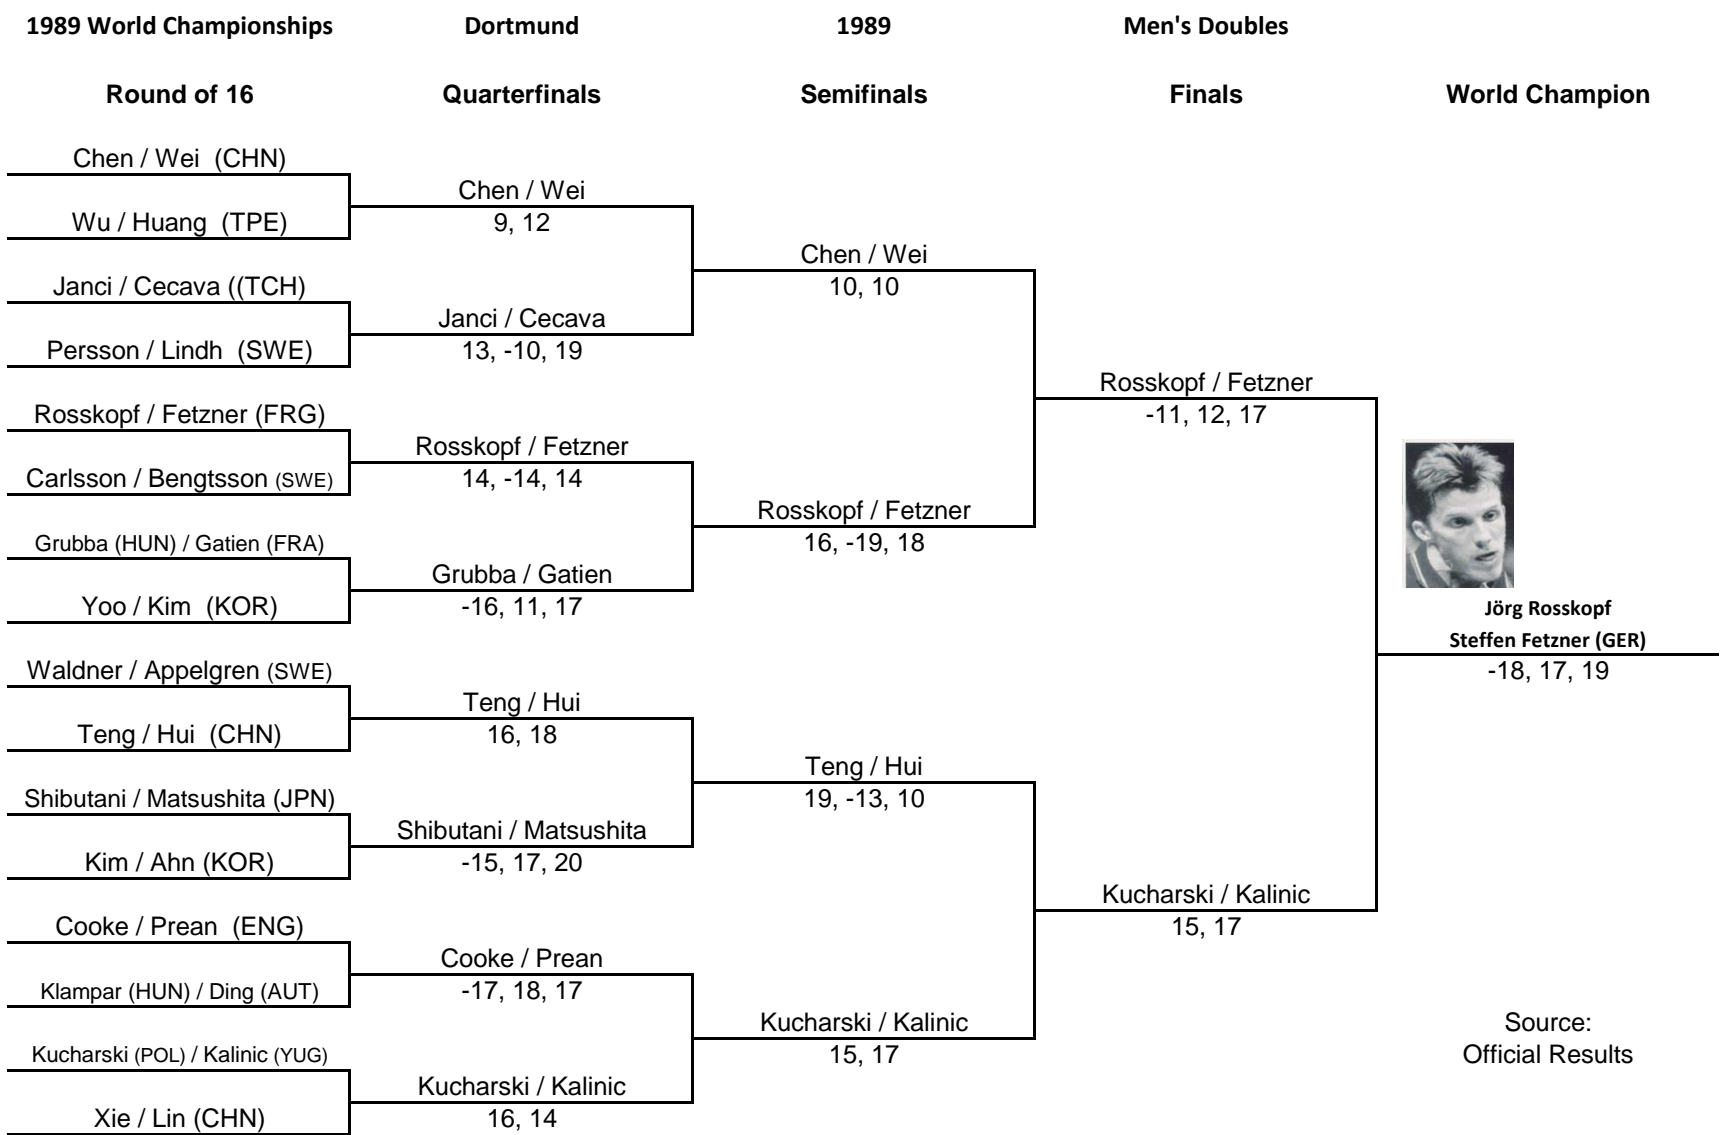 1989 World Championships Dortmund 1989 Men's Doubles
Round of 16 Quarterfinals Semifinals Finals World Champion
Chen / Wei (CHN)
Wu / Huang (TPE)
Janci / Cecava ((TCH)
Persson / Lindh (SWE)
Rosskopf / Fetzner (FRG)
Carlsson / Bengtsson (SWE)
Grubba (HUN) / Gatien (FRA)
Yoo / Kim (KOR)
Waldner / Appelgren (SWE)
Teng / Hui (CHN)
Shibutani / Matsushita (JPN)
Kim / Ahn (KOR)
Cooke / Prean (ENG)
Klampar (HUN) / Ding (AUT)
Kucharski (POL) / Kalinic (YUG)
Xie / Lin (CHN)
Chen / Wei
9, 12
Janci / Cecava
13, -10, 19
Rosskopf / Fetzner
14, -14, 14
Grubba / Gatien
-16, 11, 17
Teng / Hui
16, 18
Shibutani / Matsushita
-15, 17, 20
Cooke / Prean
-17, 18, 17
Kucharski / Kalinic
16, 14
Chen / Wei
10, 10
Rosskopf / Fetzner
16, -19, 18
Teng / Hui
19, -13, 10
Kucharski / Kalinic
15, 17
Rosskopf / Fetzner
-11, 12, 17
Kucharski / Kalinic
15, 17
Jörg Rosskopf
Steffen Fetzner (GER)
-18, 17, 19
Source:
Official Results